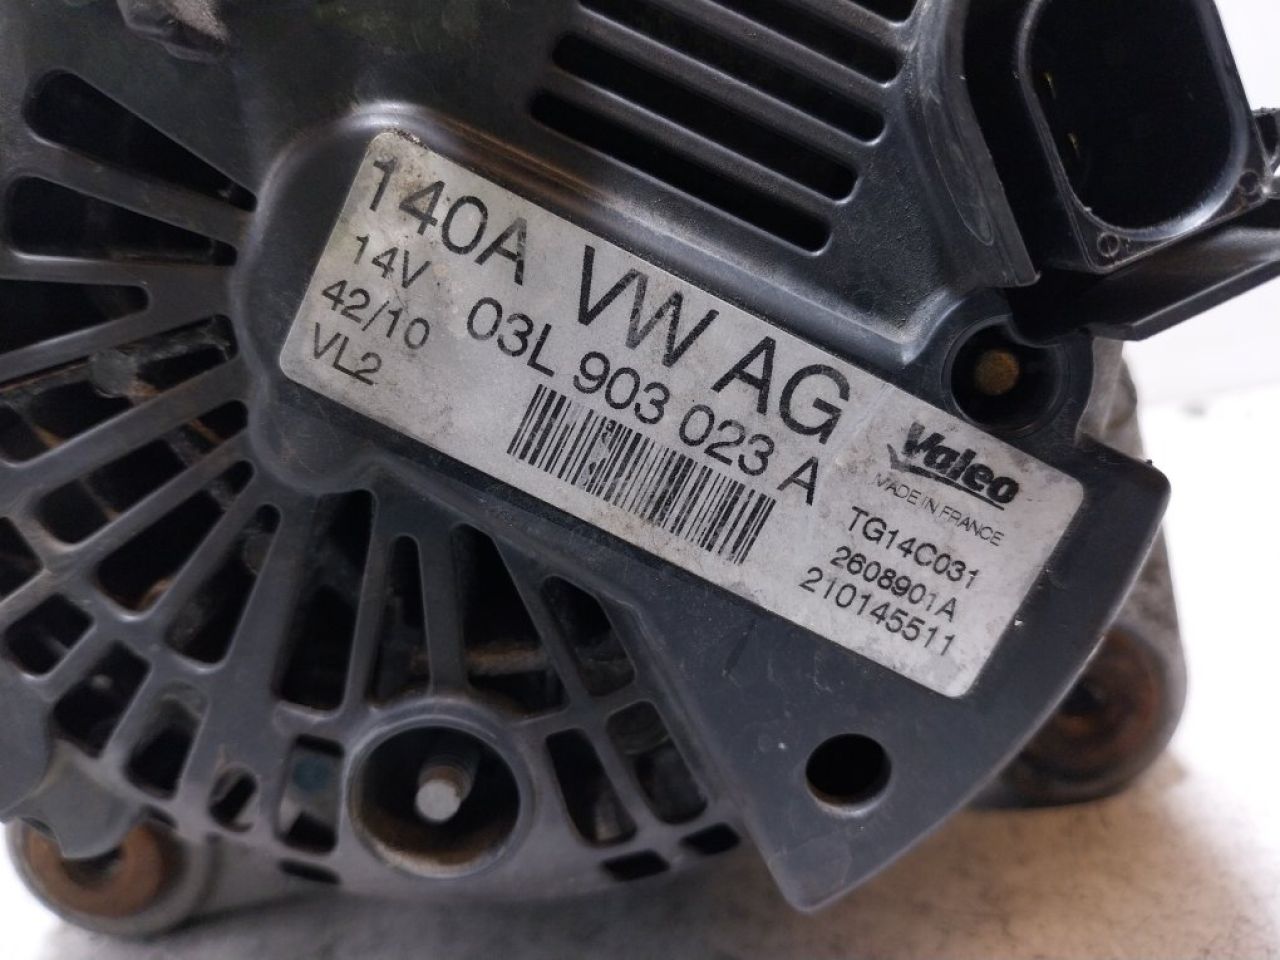 140A VW AG
14V 03L 903 023 A
42/10
VL2
Valeo
MADE IN FRANCE
TG14C031
2608901A
210145511